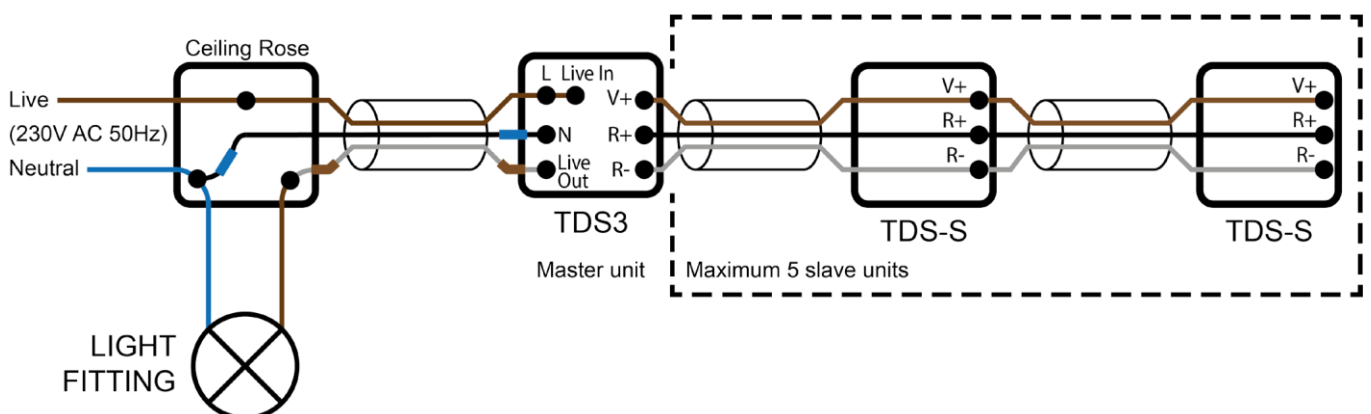 Ceiling Rose
Live
(230V AC 50Hz)
Neutral
L Live In
N
Live
Out
V+
R+
R-
TDS3
Master unit
V+
R+
R-
TDS-S
V+
R+
R-
TDS-S
Maximum 5 slave units
LIGHT
FITTING